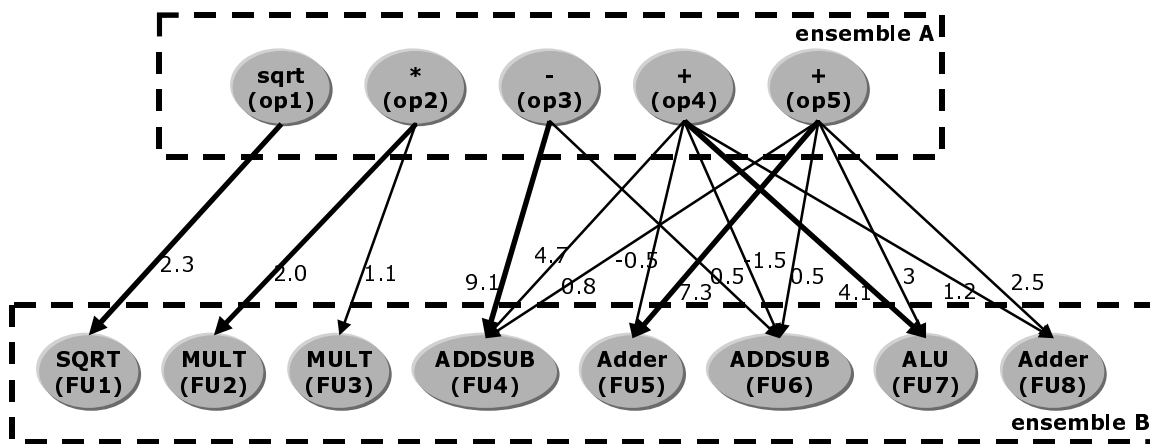 ensemble A
sqrt
(op1)
*
(op2)
-
(op3)
+
(op4)
+
(op5)
2.3
2.0
1.1
9.1
4.7
0.8
-0.5
7.3
0.5
-1.5
0.5
4.1
3
1.2
2.5
SQRT
(FU1)
MULT
(FU2)
MULT
(FU3)
ADDSUB
(FU4)
Adder
(FU5)
ADDSUB
(FU6)
ALU
(FU7)
Adder
(FU8)
ensemble B